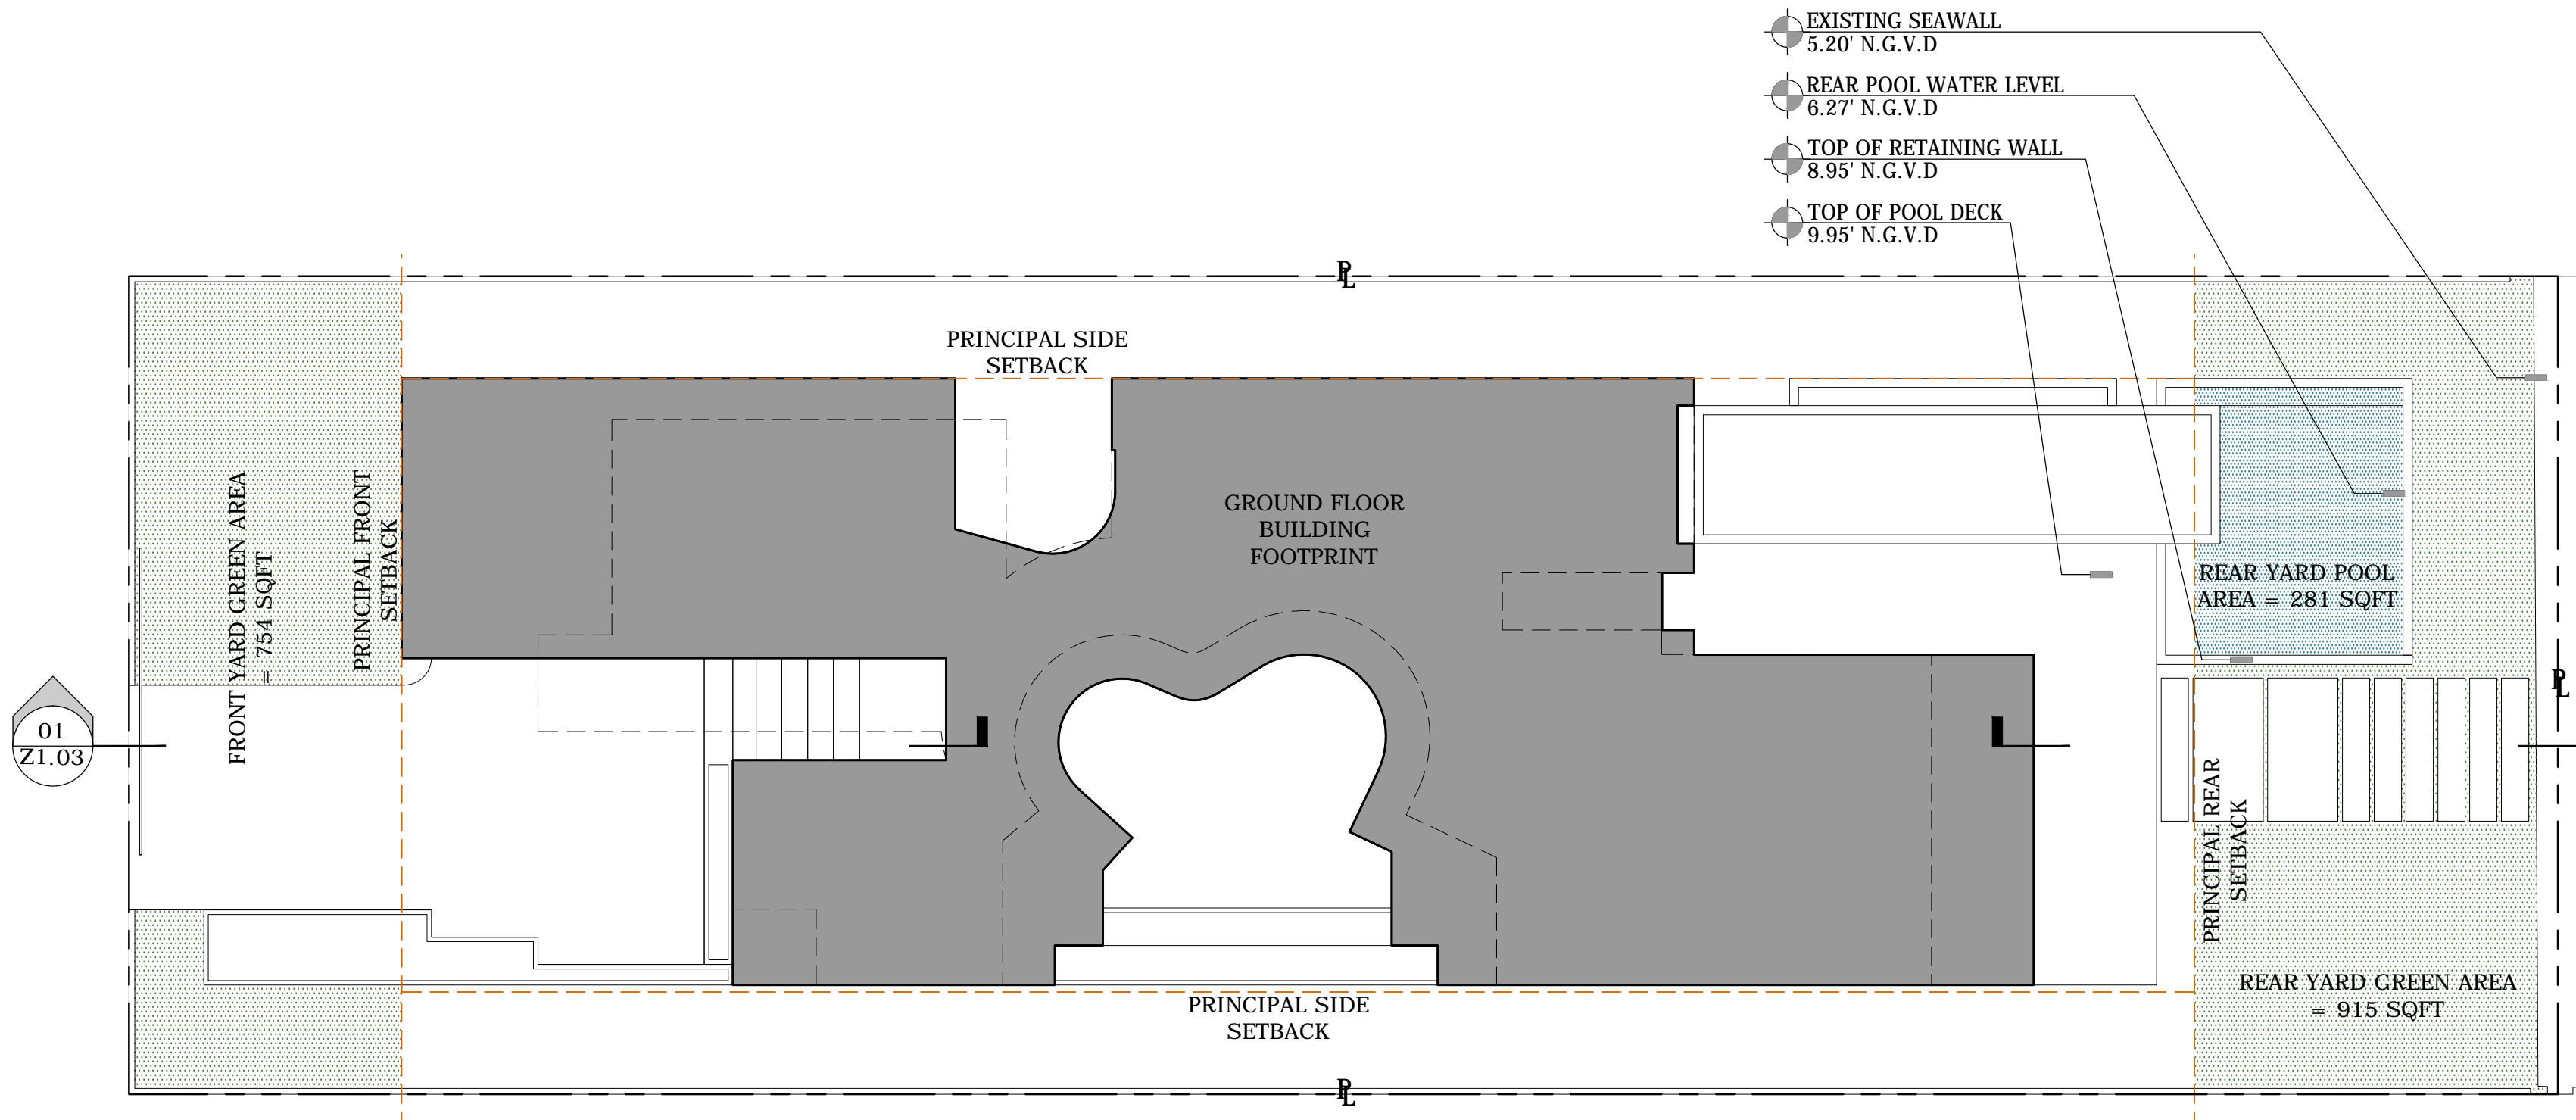 EXISTING SEAWALL
5.20' N.G.V.D
REAR POOL WATER LEVEL
6.27' N.G.V.D
TOP OF RETAINING WALL
8.95' N.G.V.D
TOP OF POOL DECK
9.95' N.G.V.D
PL
PRINCIPAL SIDE
SETBACK
FRONT YARD GREEN AREA
= 754 SQFT
PRINCIPAL FRONT
SETBACK
GROUND FLOOR
BUILDING
FOOTPRINT
REAR YARD POOL
AREA = 281 SQFT
PL
01
Z1.03
PRINCIPAL REAR
SETBACK
REAR YARD GREEN AREA
= 915 SQFT
PRINCIPAL SIDE
SETBACK
PL